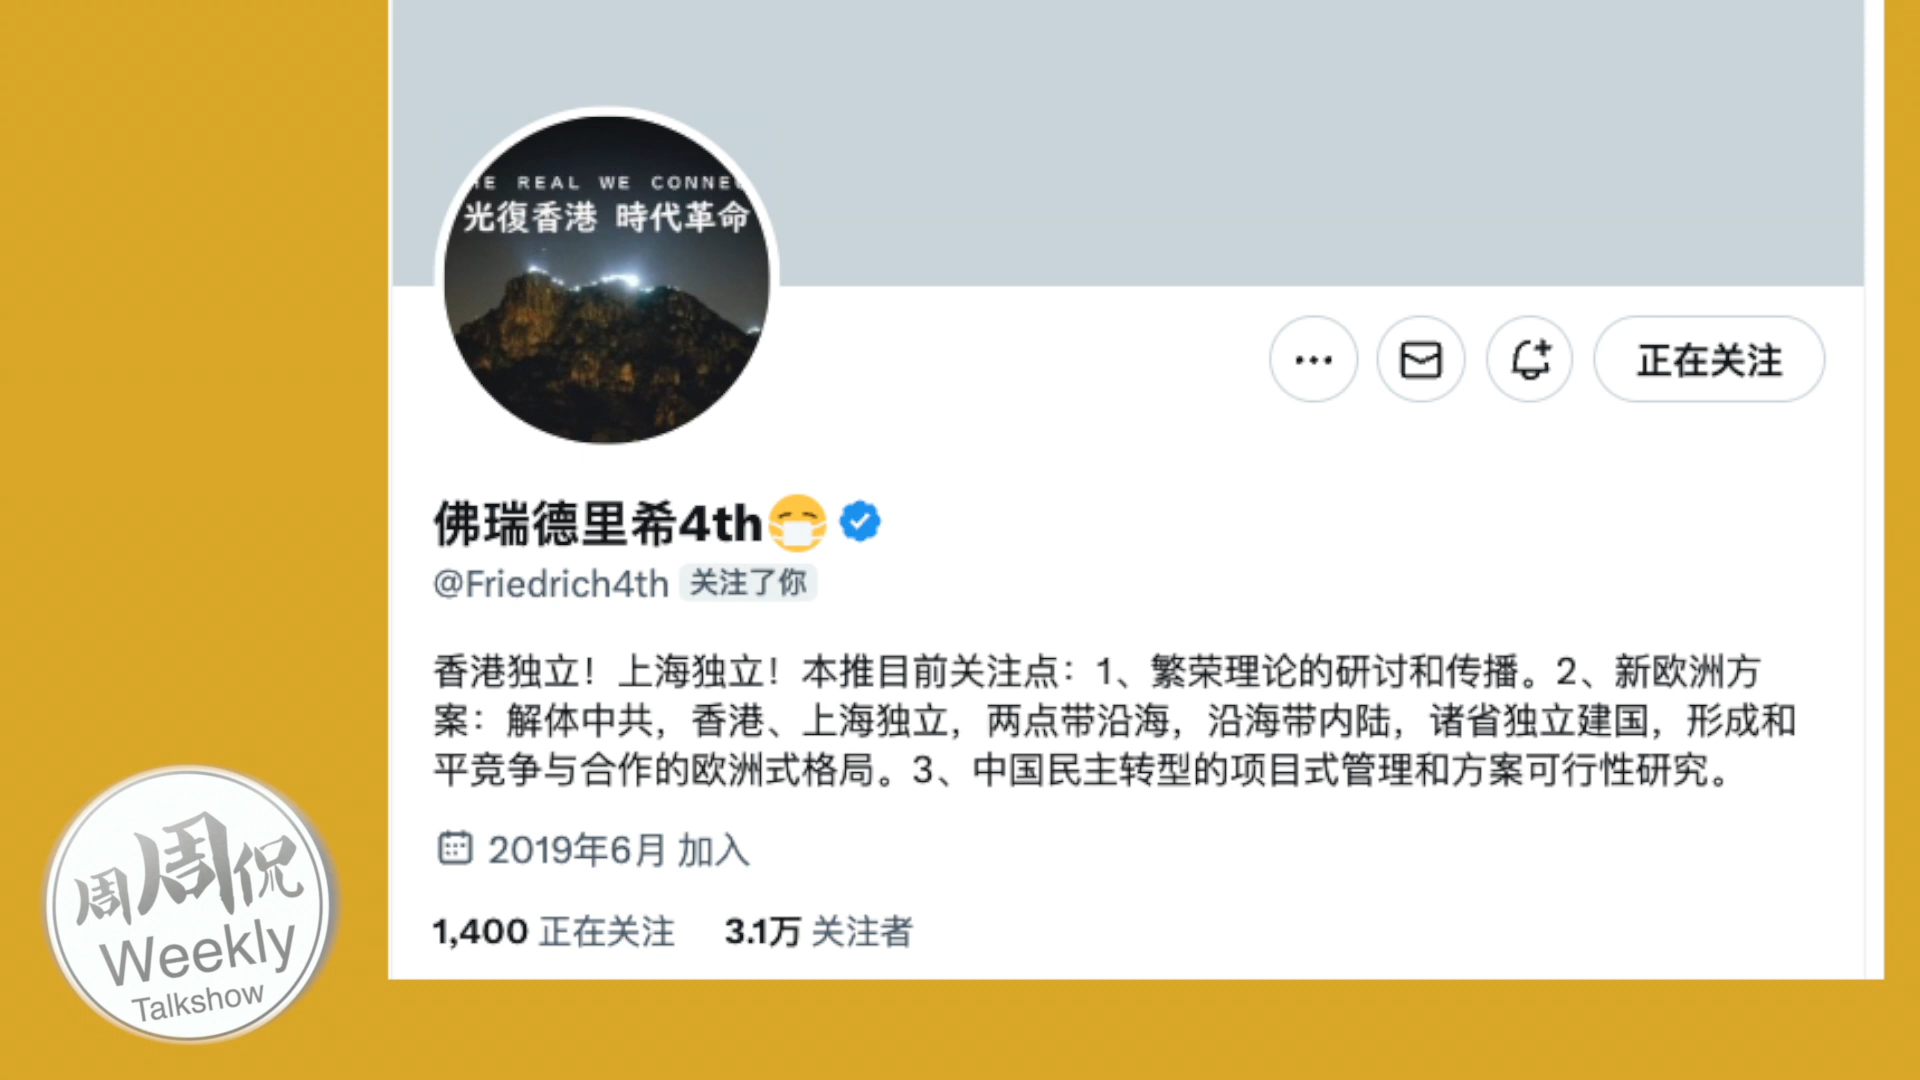 THE REAL WE CONNEC
光復香港 時代革命
正在关注
佛瑞德里希4th
@Friedrich4th 关注了你
香港独立！上海独立！本推目前关注点：1、繁荣理论的研讨和传播。2、新欧洲方
案：解体中共，香港、上海独立，两点带沿海，沿海带内陆，诸省独立建国，形成和
平竞争与合作的欧洲式格局。3、中国民主转型的项目式管理和方案可行性研究。
2019年6月 加入
1,400 正在关注 3.1万 关注者
周周侃
Weekly
Talkshow